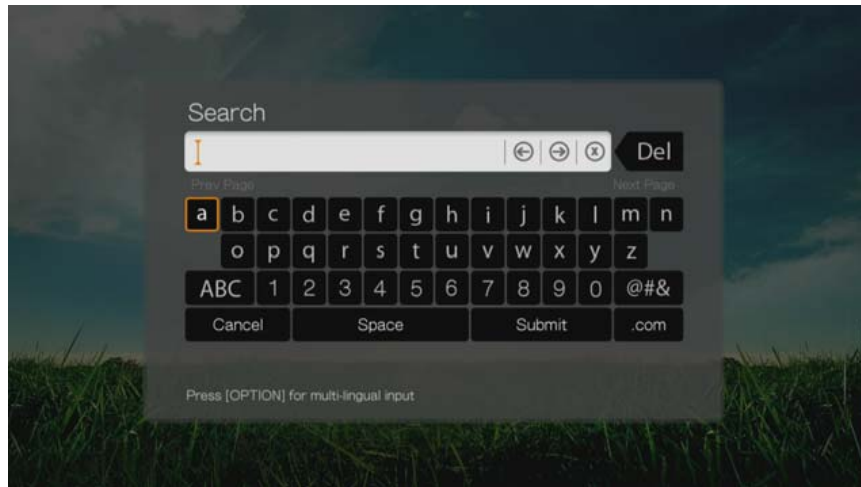 Search
Del
Prev Page Next Page
a b c d e f g h i j k l m n
o p q r s t u v w x y z
ABC 1 2 3 4 5 6 7 8 9 0 @#&
Cancel Space Submit .com
Press [OPTION] for multi-lingual input